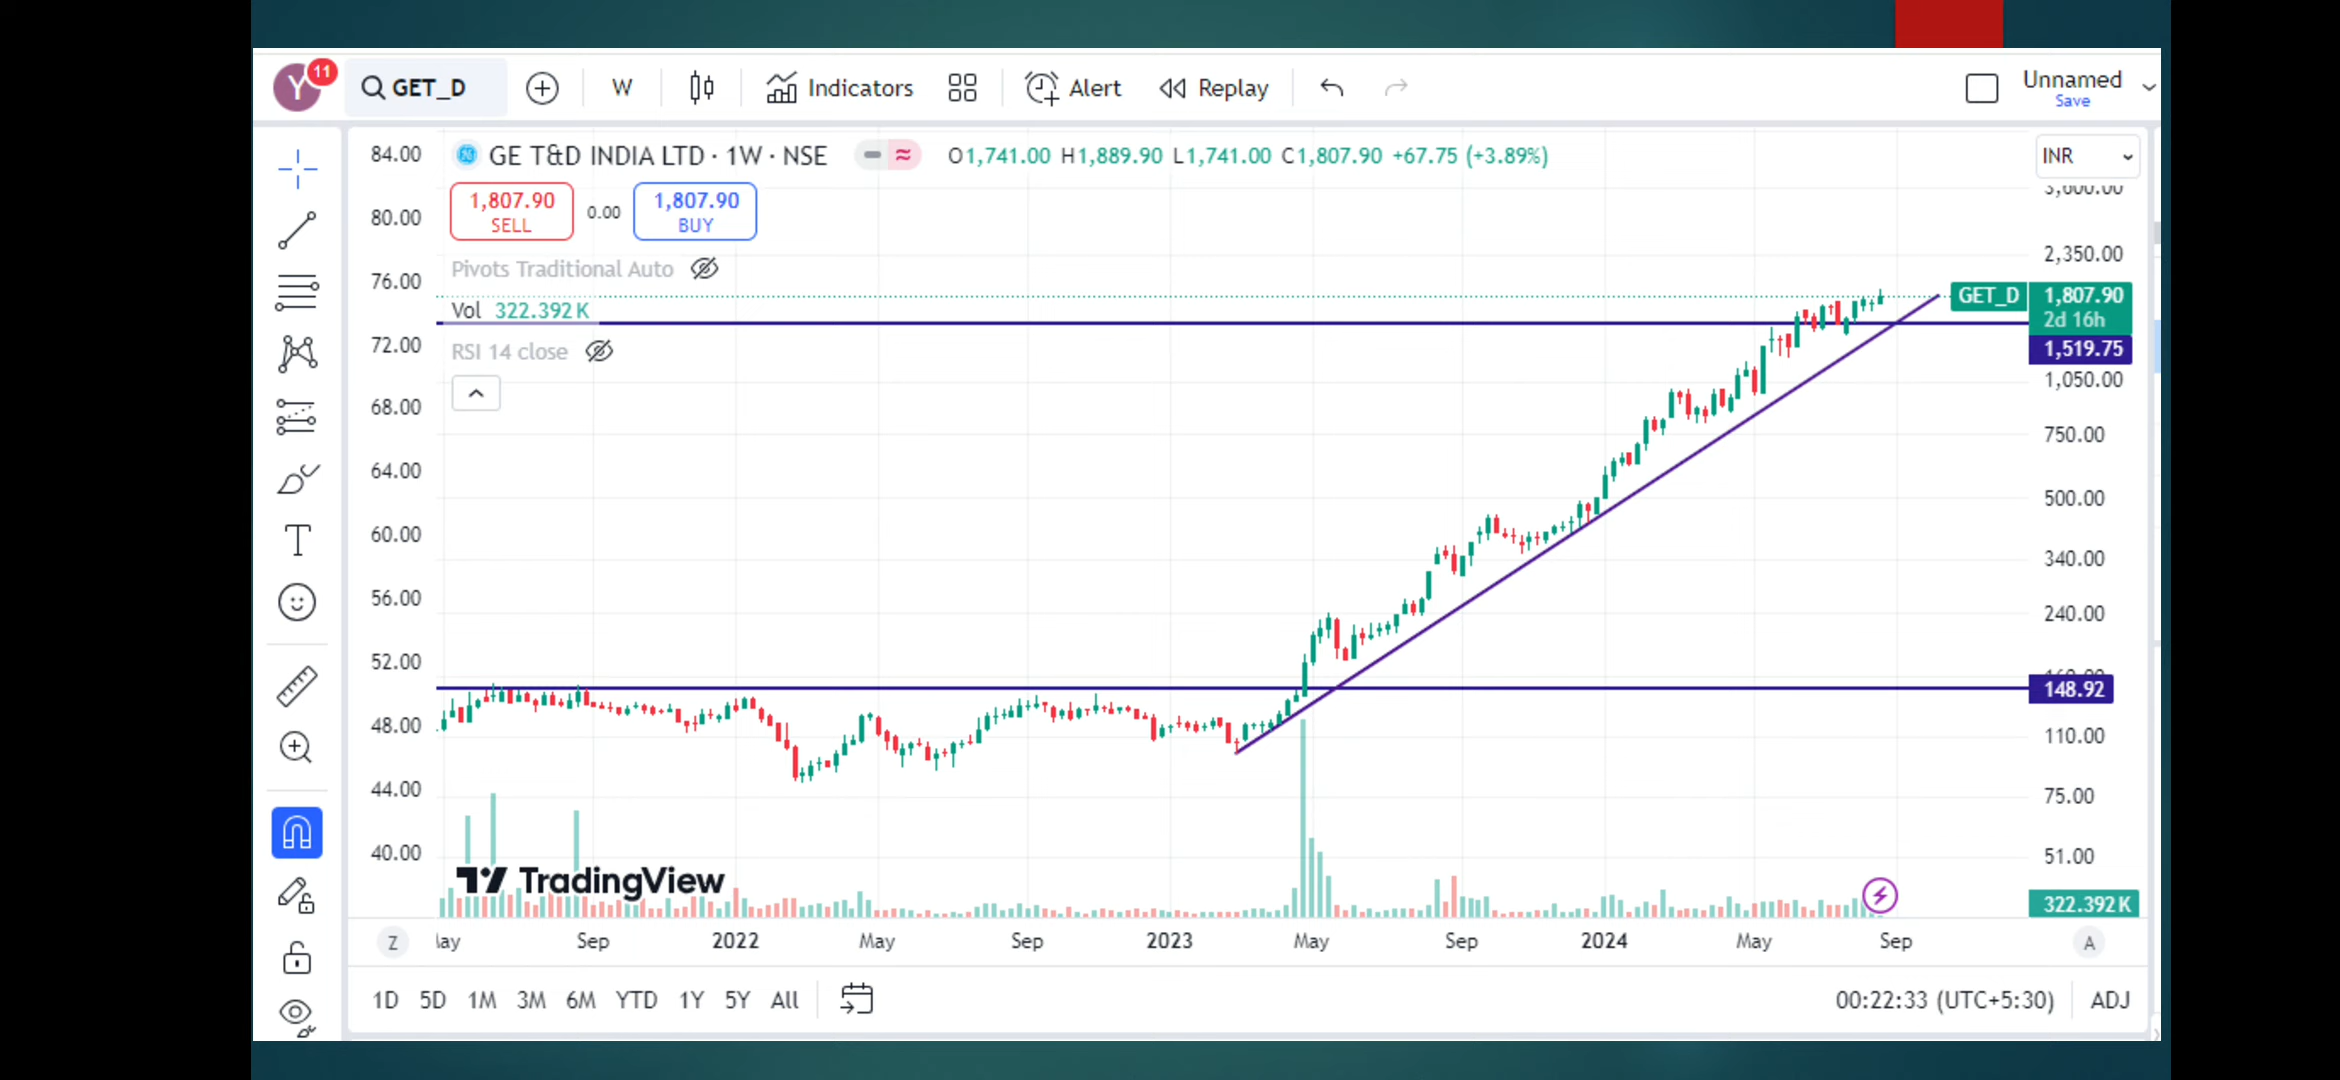 Y 11 GET_D W Indicators Alert Replay Unnamed
Save
GE T&D INDIA LTD · 1W · NSE O1,741.00 H1,889.90 L1,741.00 C1,807.90 +67.75 (+3.89%) INR
1,807.90 0.00 1,807.90
SELL BUY
Pivots Traditional Auto
Vol 322.392K
RSI 14 close
84.00
80.00
76.00
72.00
68.00
64.00
60.00
56.00
52.00
48.00
44.00
40.00
2,350.00
GET_D 1,807.90
2d 16h
1,519.75
1,050.00
750.00
500.00
340.00
240.00
148.92
110.00
75.00
51.00
322.392K
TradingView
Z Sep 2022 May Sep 2023 May Sep 2024 May Sep A
1D 5D 1M 3M 6M YTD 1Y 5Y All 00:22:33 (UTC+5:30) ADJ